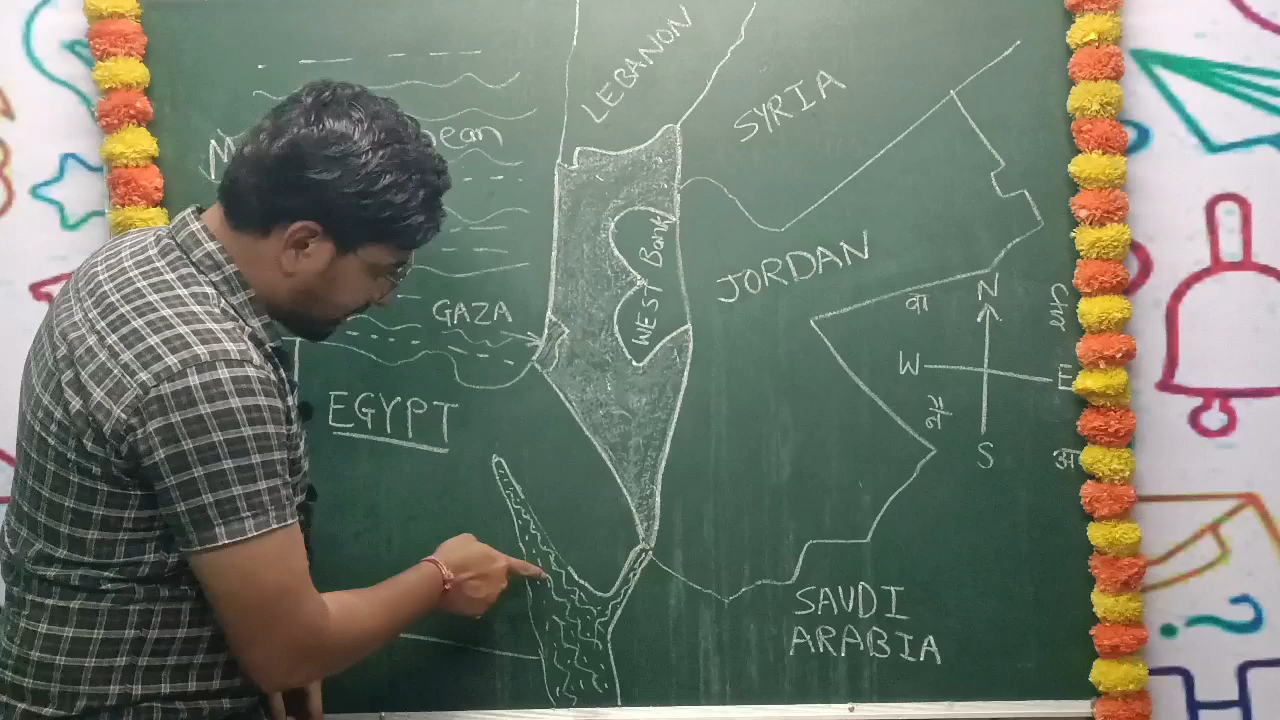 LEBANON
SYRIA
ean
West Bank
JORDAN
GAZA
EGYPT
N
वा
W
E
S
SAUDI
ARABIA